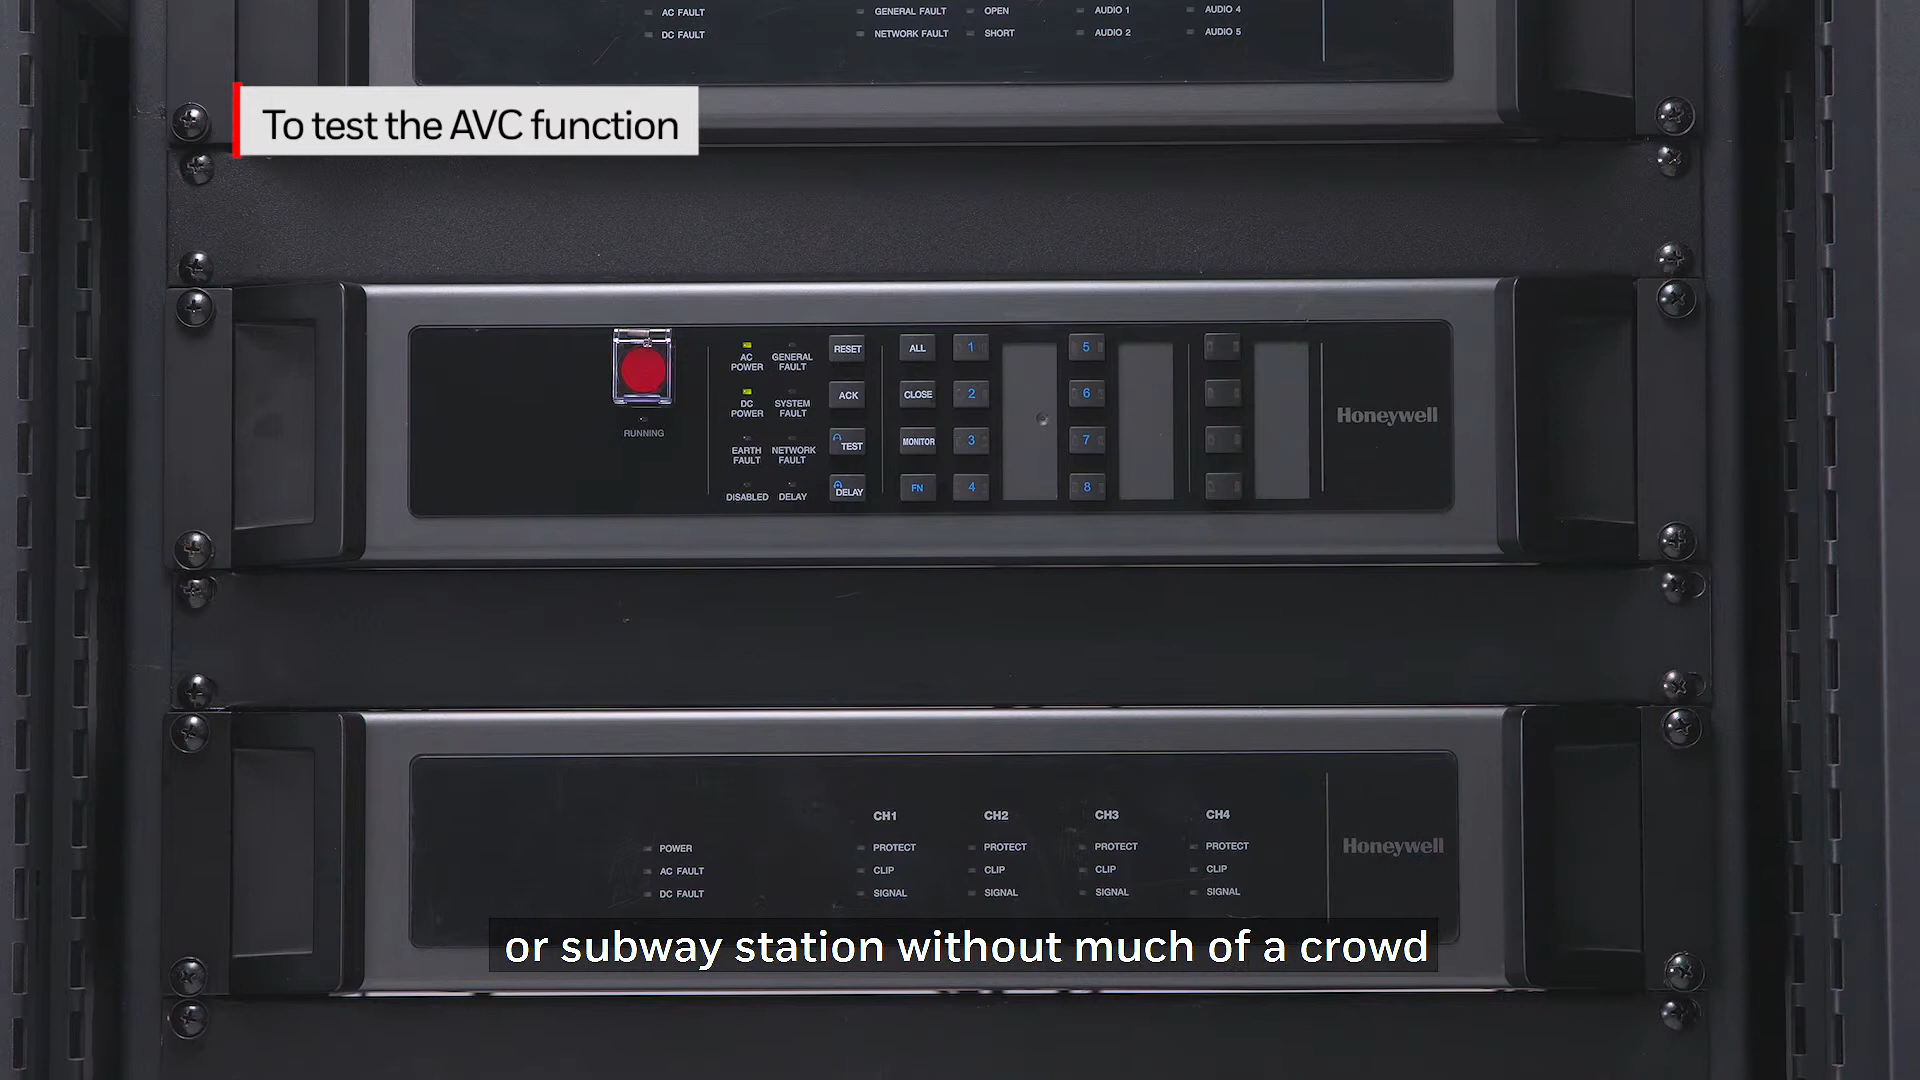 AC FAULT
GENERAL FAULT
OPEN
AUDIO 1
AUDIO 4
DC FAULT
NETWORK FAULT
SHORT
AUDIO 2
AUDIO 5
To test the AVC function
RUNNING
AC
POWER
GENERAL
FAULT
DC
POWER
SYSTEM
FAULT
EARTH
FAULT
NETWORK
FAULT
DISABLED
DELAY
RESET
ACK
TEST
DELAY
ALL
CLOSE
MONITOR
FN
1
2
3
4
5
6
7
8
Honeywell
POWER
AC FAULT
DC FAULT
CH1
PROTECT
CLIP
SIGNAL
CH2
PROTECT
CLIP
SIGNAL
CH3
PROTECT
CLIP
SIGNAL
CH4
PROTECT
CLIP
SIGNAL
Honeywell
or subway station without much of a crowd